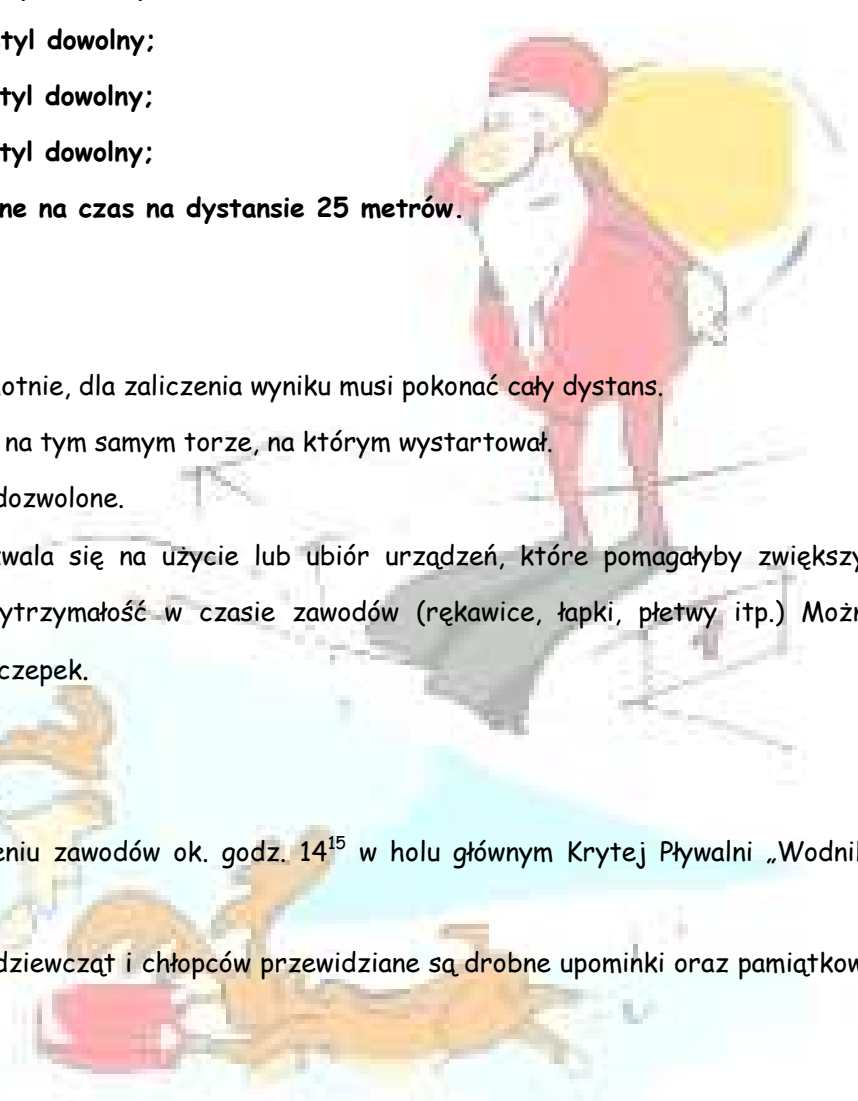 tyl dowolny;
tyl dowolny;
tyl dowolny;
ne na czas na dystansie 25 metrów.
otnie, dla zaliczenia wyniku musi pokonać cały dystans.
na tym samym torze, na którym wystartował.
dozwolone.
wala się na użycie lub ubiór urządzeń, które pomagałyby zwiększy
ytrzymałość w czasie zawodów (rękawice, łapki, płetwy itp.) Możn
czepek.
eniu zawodów ok. godz. 14¹⁵ w holu głównym Krytej Pływalni „Wodnik
dziewcząt i chłopców przewidziane są drobne upominki oraz pamiątkow